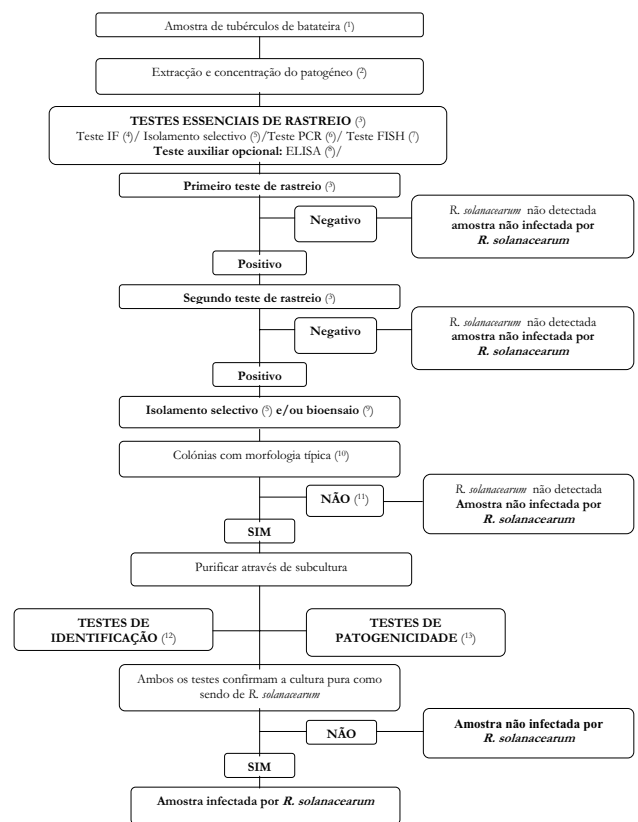 Amostra de tubérculos de batateira (¹)
Extracção e concentração do patogéneo (²)
TESTES ESSENCIAIS DE RASTREIO (³)
Teste IF (⁴)/ Isolamento selectivo (⁵)/Teste PCR (⁶)/ Teste FISH (⁷)
Teste auxiliar opcional: ELISA (⁸)/
Primeiro teste de rastreio (³)
Negativo
R. solanacearum não detectada
amostra não infectada por
R. solanacearum
Positivo
Segundo teste de rastreio (³)
Negativo
R. solanacearum não detectada
amostra não infectada por
R. solanacearum
Positivo
Isolamento selectivo (⁵) e/ou bioensaio (⁹)
Colónias com morfologia típica (¹⁰)
NÃO (¹¹)
R. solanacearum não detectada
Amostra não infectada por
R. solanacearum
SIM
Purificar através de subcultura
TESTES DE
IDENTIFICAÇÃO (¹²)
TESTES DE
PATOGENICIDADE (¹³)
Ambos os testes confirmam a cultura pura como
sendo de R. solanacearum
NÃO
Amostra não infectada por
R. solanacearum
SIM
Amostra infectada por R. solanacearum